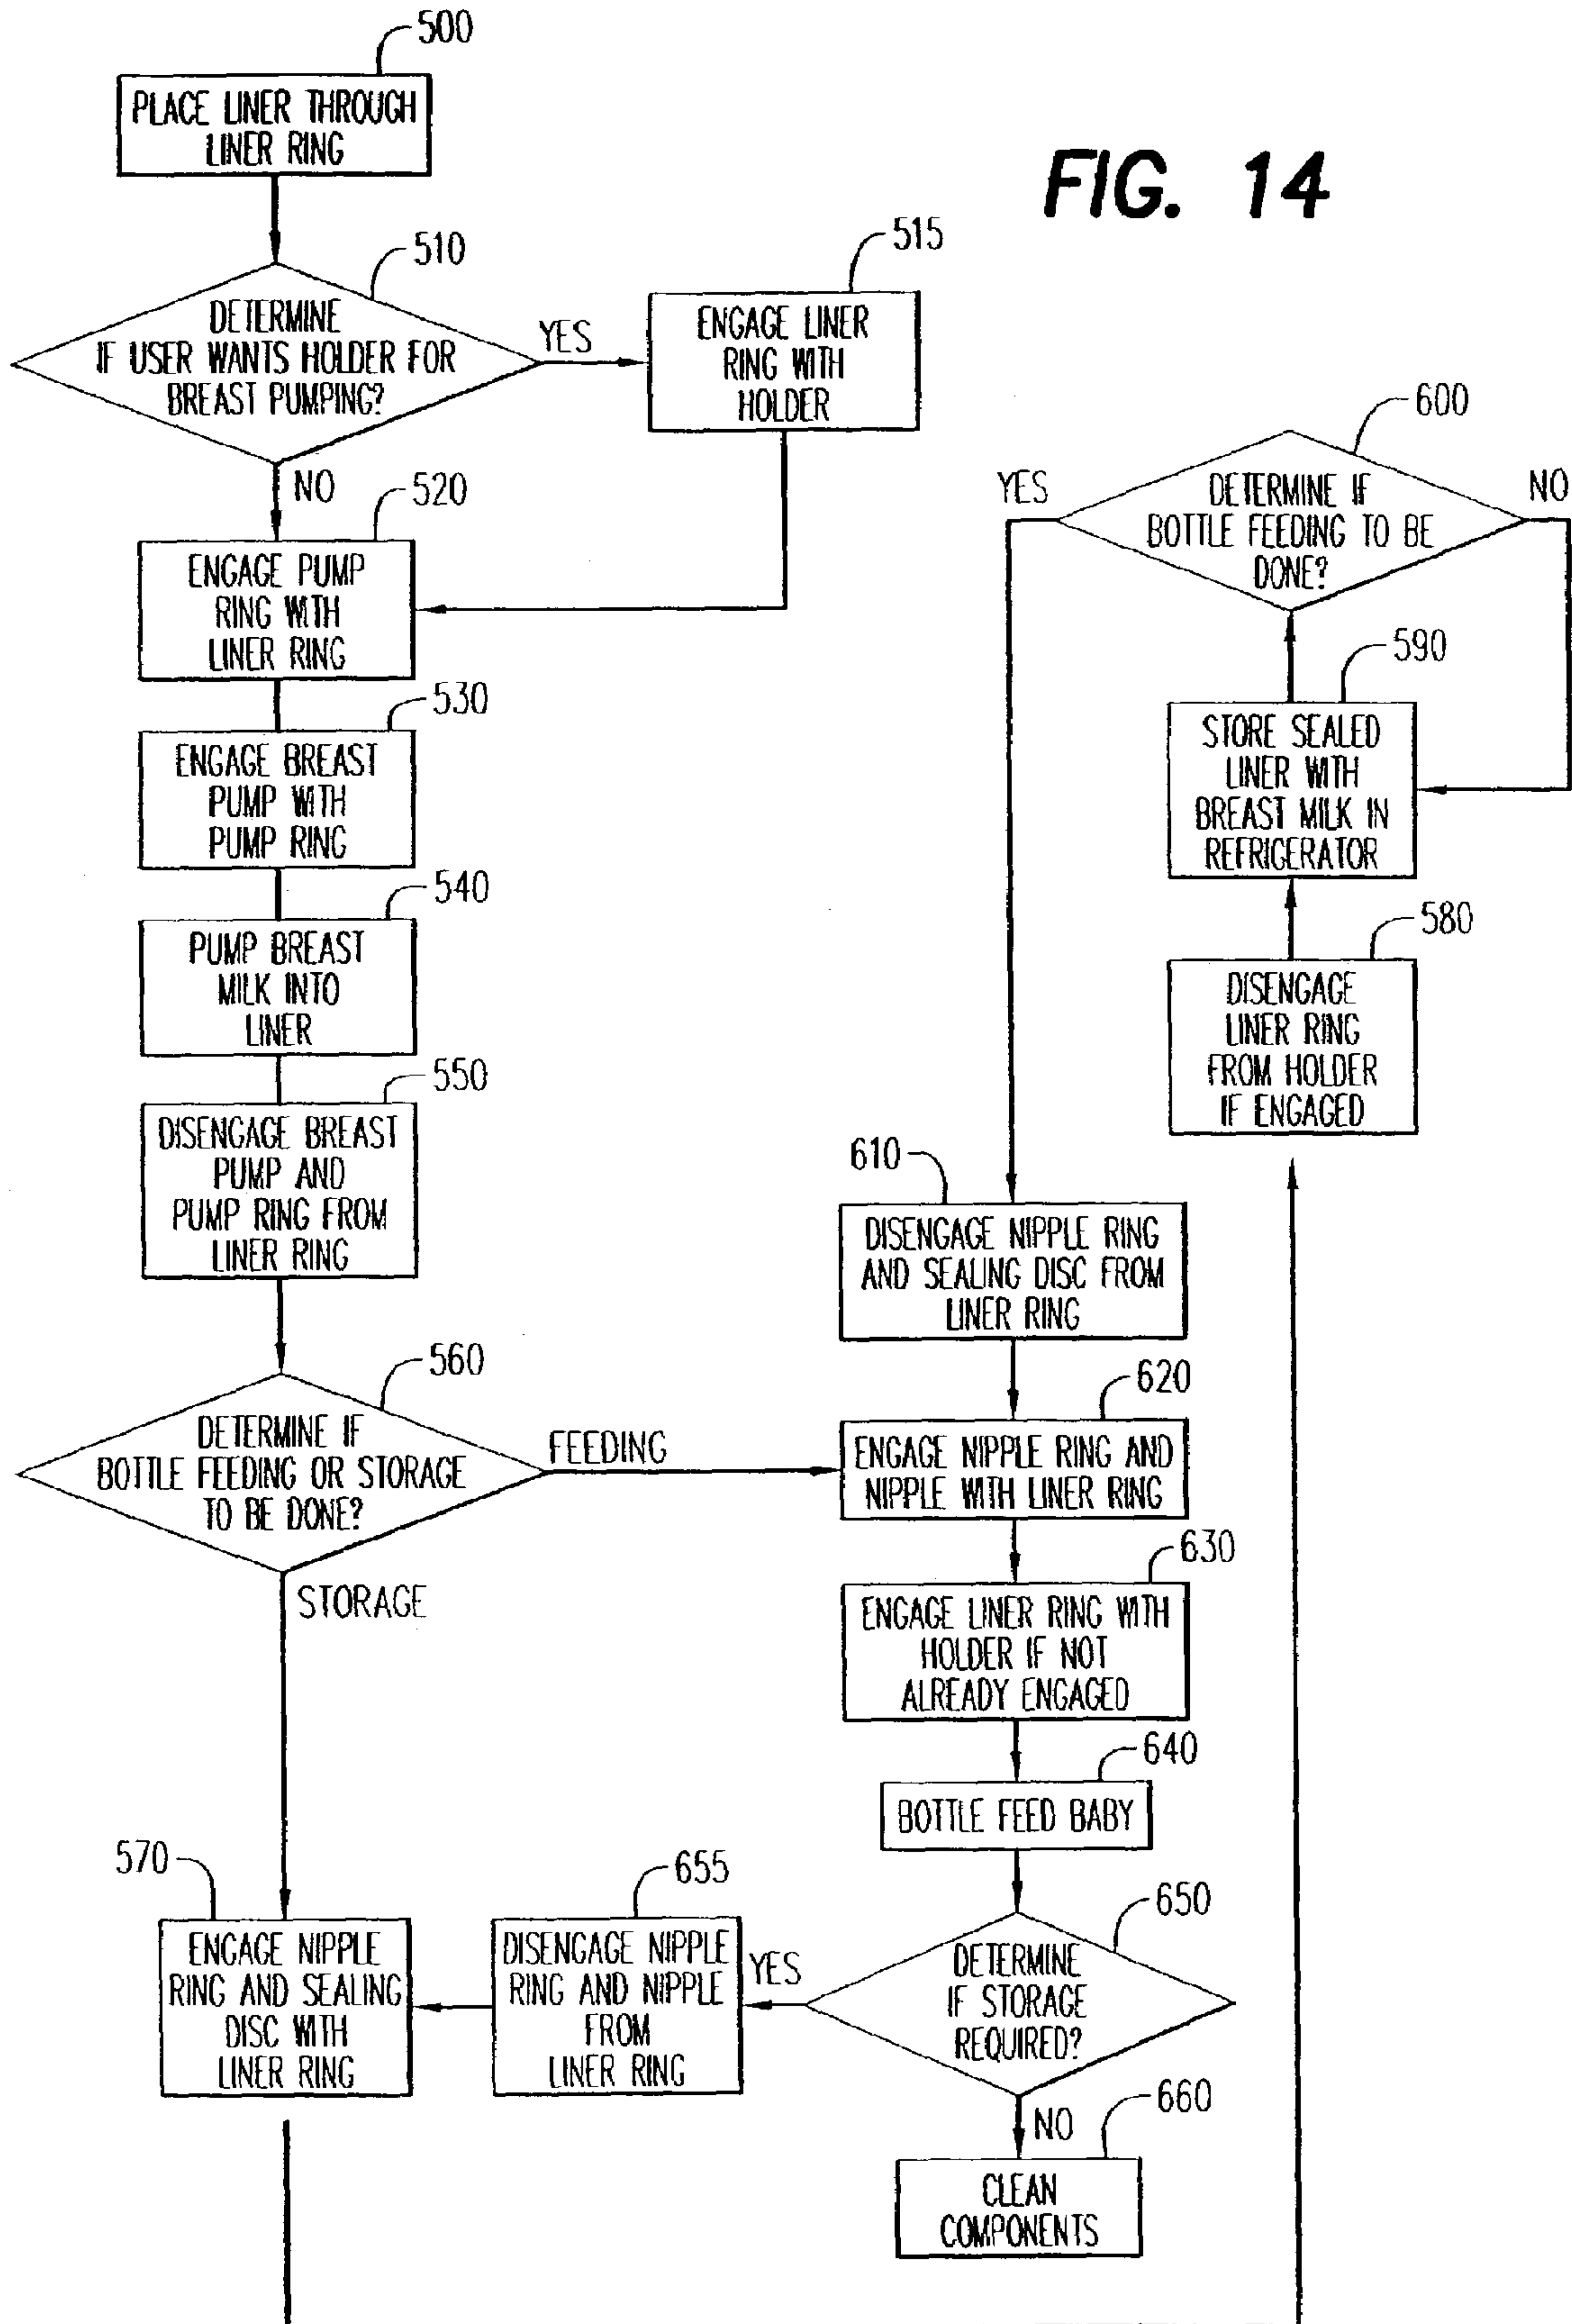 500
PLACE LINER THROUGH
LINER RING
FIG. 14
510
DETERMINE
IF USER WANTS HOLDER FOR
BREAST PUMPING?
YES
NO
515
ENGAGE LINER
RING WITH
HOLDER
520
ENGAGE PUMP
RING WITH
LINER RING
530
ENGAGE BREAST
PUMP WITH
PUMP RING
540
PUMP BREAST
MILK INTO
LINER
550
DISENGAGE BREAST
PUMP AND
PUMP RING FROM
LINER RING
560
DETERMINE IF
BOTTLE FEEDING OR STORAGE
TO BE DONE?
FEEDING
STORAGE
570
ENGAGE NIPPLE
RING AND SEALING
DISC WITH
LINER RING
600
DETERMINE IF
BOTTLE FEEDING TO BE
DONE?
YES
NO
590
STORE SEALED
LINER WITH
BREAST MILK IN
REFRIGERATOR
580
DISENGAGE
LINER RING
FROM HOLDER
IF ENGAGED
610
DISENGAGE NIPPLE RING
AND SEALING DISC FROM
LINER RING
620
ENGAGE NIPPLE RING AND
NIPPLE WITH LINER RING
630
ENGAGE LINER RING WITH
HOLDER IF NOT
ALREADY ENGAGED
640
BOTTLE FEED BABY
650
DETERMINE
IF STORAGE
REQUIRED?
YES
NO
655
DISENGAGE NIPPLE
RING AND NIPPLE
FROM
LINER RING
660
CLEAN
COMPONENTS